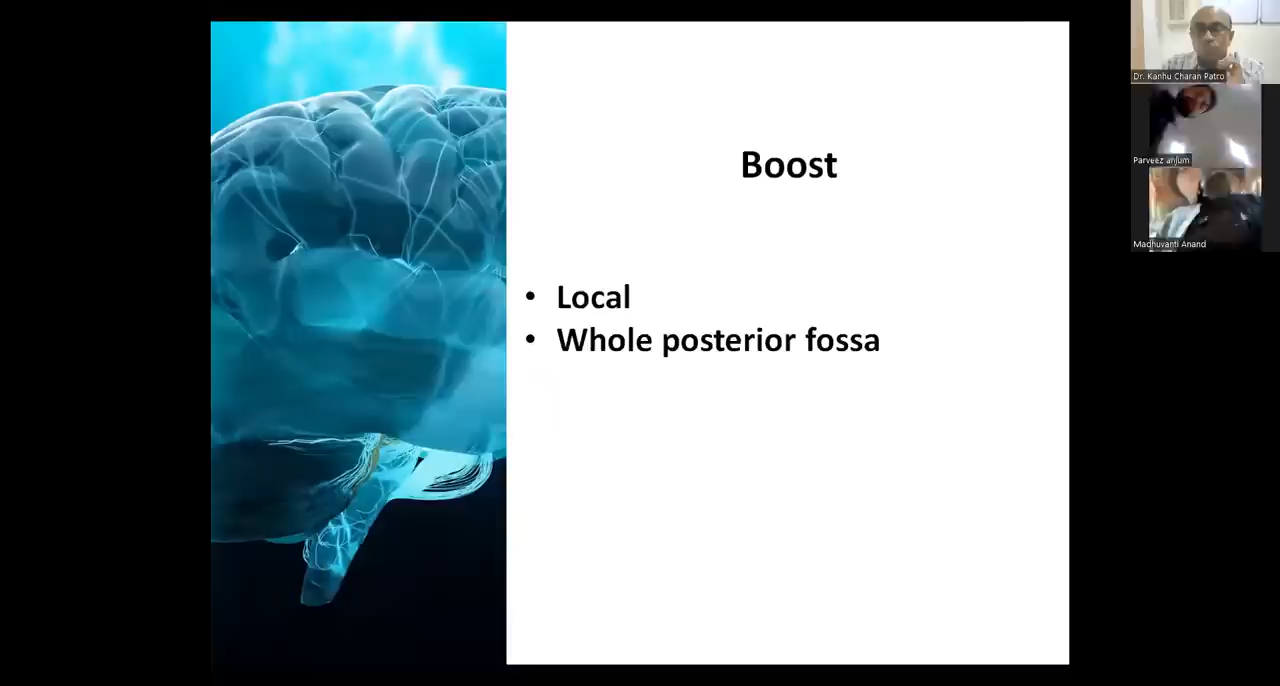 Boost
• Local
• Whole posterior fossa
Dr. Kanhu Charan Patro
Parveez anjum
Madhuvanti Anand